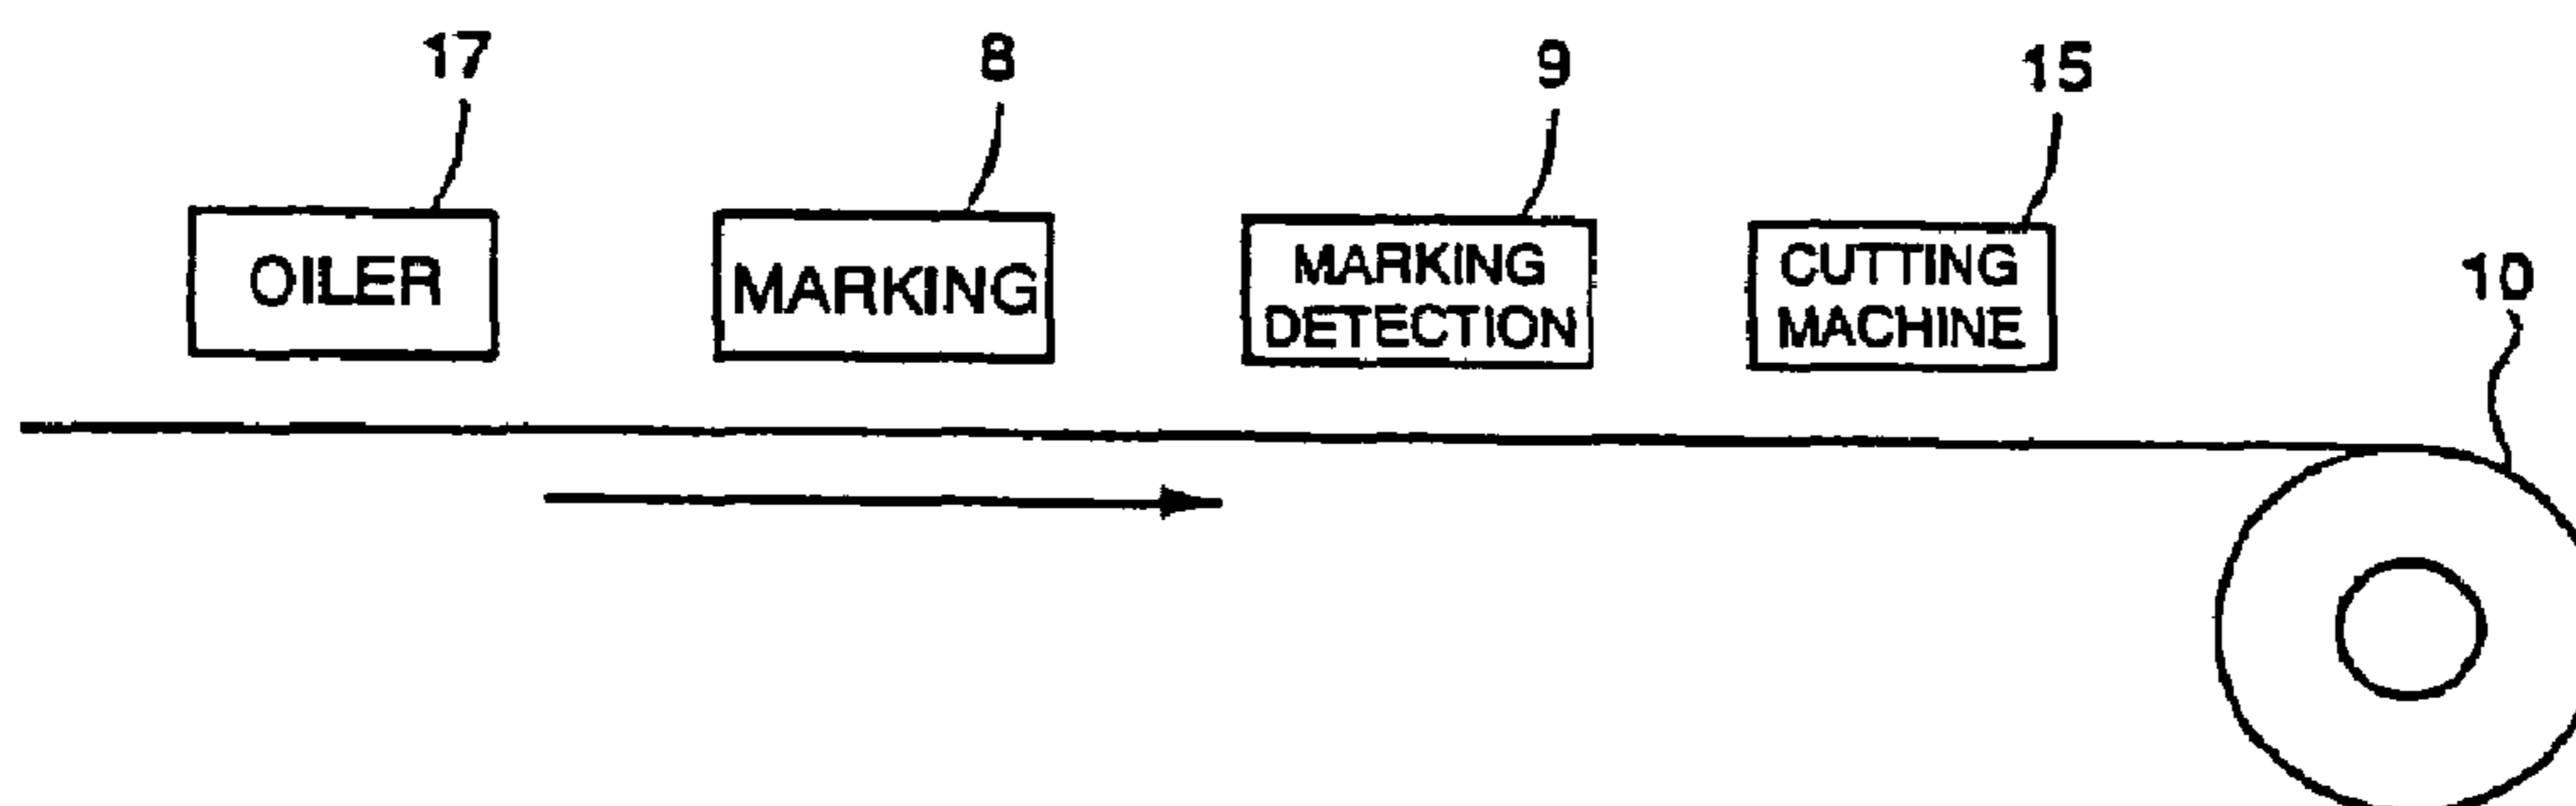 17
8
9
15
OILER
MARKING
MARKING
DETECTION
CUTTING
MACHINE
10